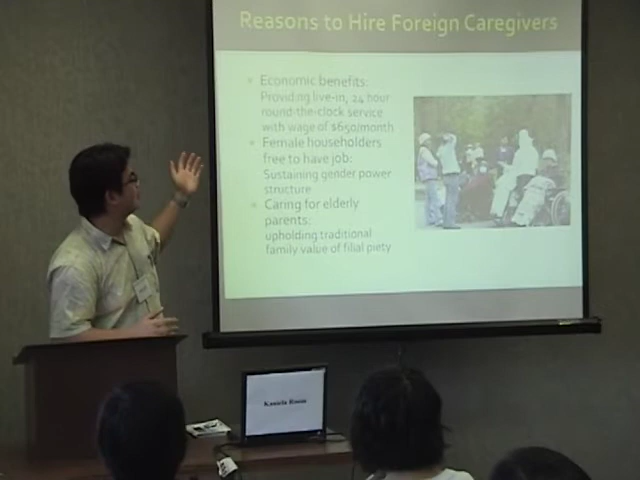 Reasons to Hire Foreign Caregivers
Economic benefits:
Providing live-in, 24 hour
round-the-clock service
with wage of $650/month
Female householders
free to have job:
Sustaining gender power
structure
Caring for elderly
parents:
upholding traditional
family value of filial piety
Kaniela Room